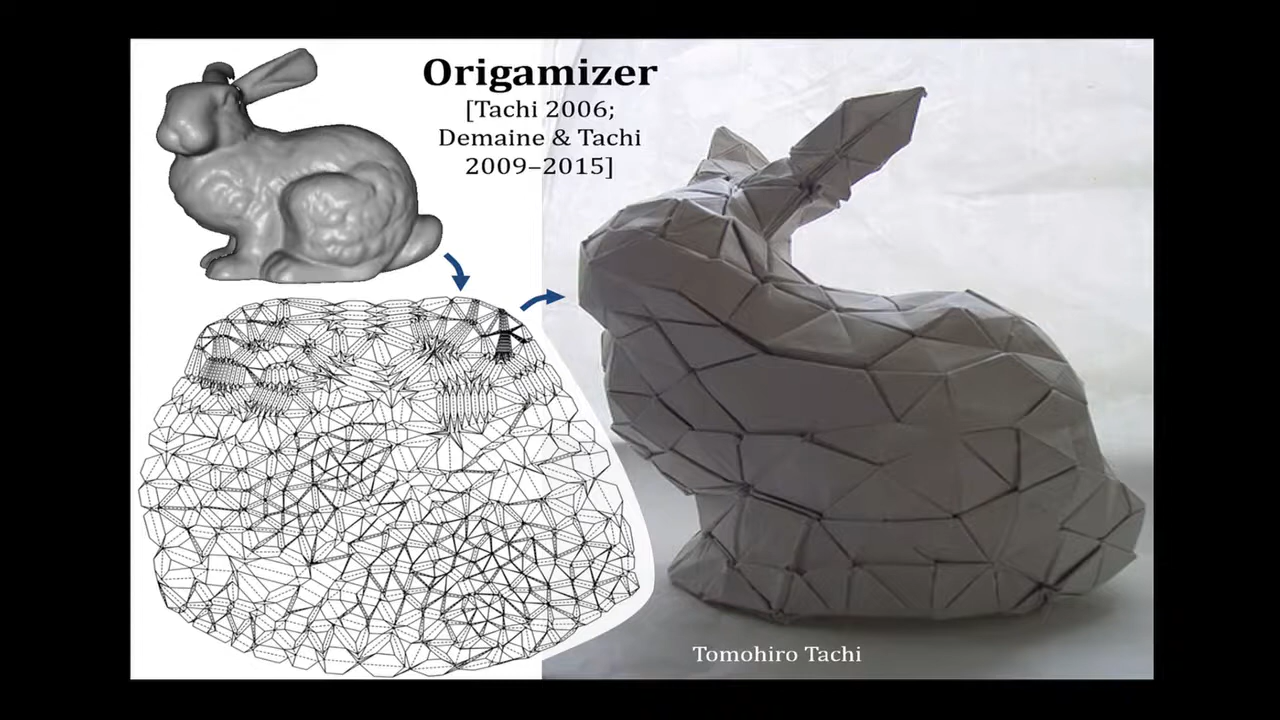 Origamizer
[Tachi 2006;
Demaine & Tachi
2009–2015]
Tomohiro Tachi